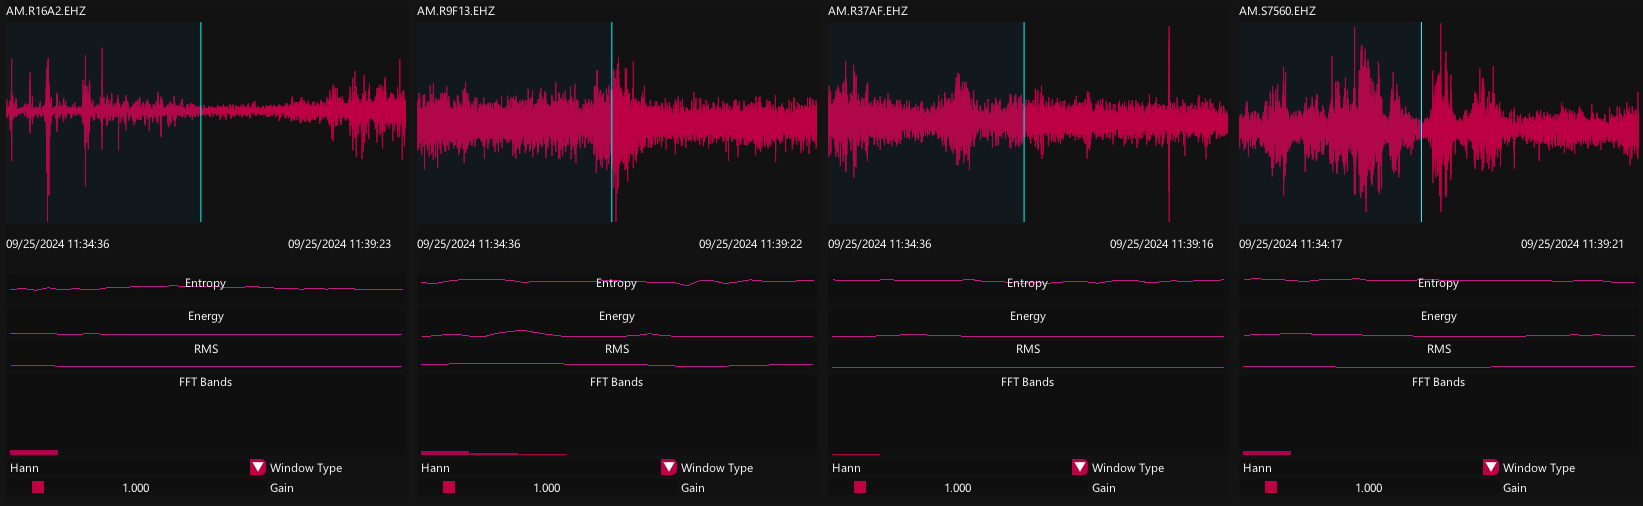 AM.R16A2.EHZ
09/25/2024 11:34:36 09/25/2024 11:39:23
Entropy
Energy
RMS
FFT Bands
Hann Window Type
1.000 Gain
AM.R9F13.EHZ
09/25/2024 11:34:36 09/25/2024 11:39:22
Entropy
Energy
RMS
FFT Bands
Hann Window Type
1.000 Gain
AM.R37AF.EHZ
09/25/2024 11:34:36 09/25/2024 11:39:16
Entropy
Energy
RMS
FFT Bands
Hann Window Type
1.000 Gain
AM.S7560.EHZ
09/25/2024 11:34:17 09/25/2024 11:39:21
Entropy
Energy
RMS
FFT Bands
Hann Window Type
1.000 Gain